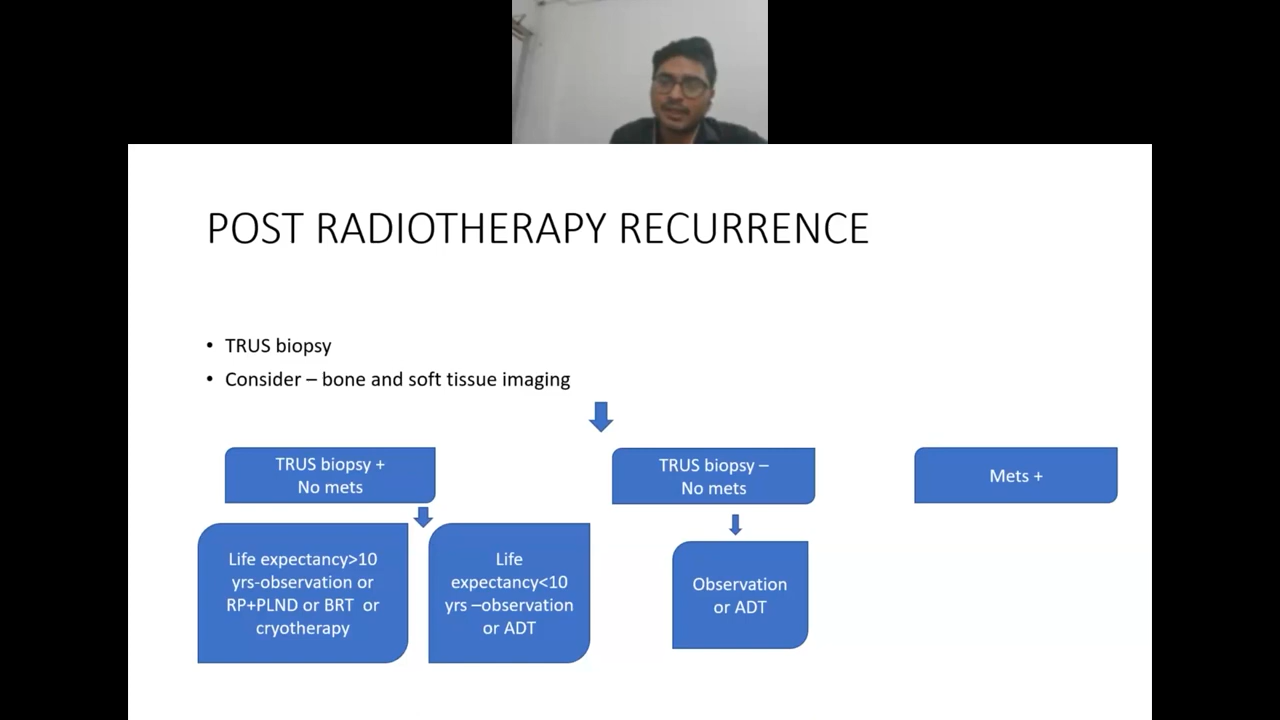 POST RADIOTHERAPY RECURRENCE
• TRUS biopsy
• Consider – bone and soft tissue imaging
TRUS biopsy +
No mets
TRUS biopsy –
No mets
Mets +
Life expectancy>10
yrs-observation or
RP+PLND or BRT or
cryotherapy
Life
expectancy<10
yrs –observation
or ADT
Observation
or ADT